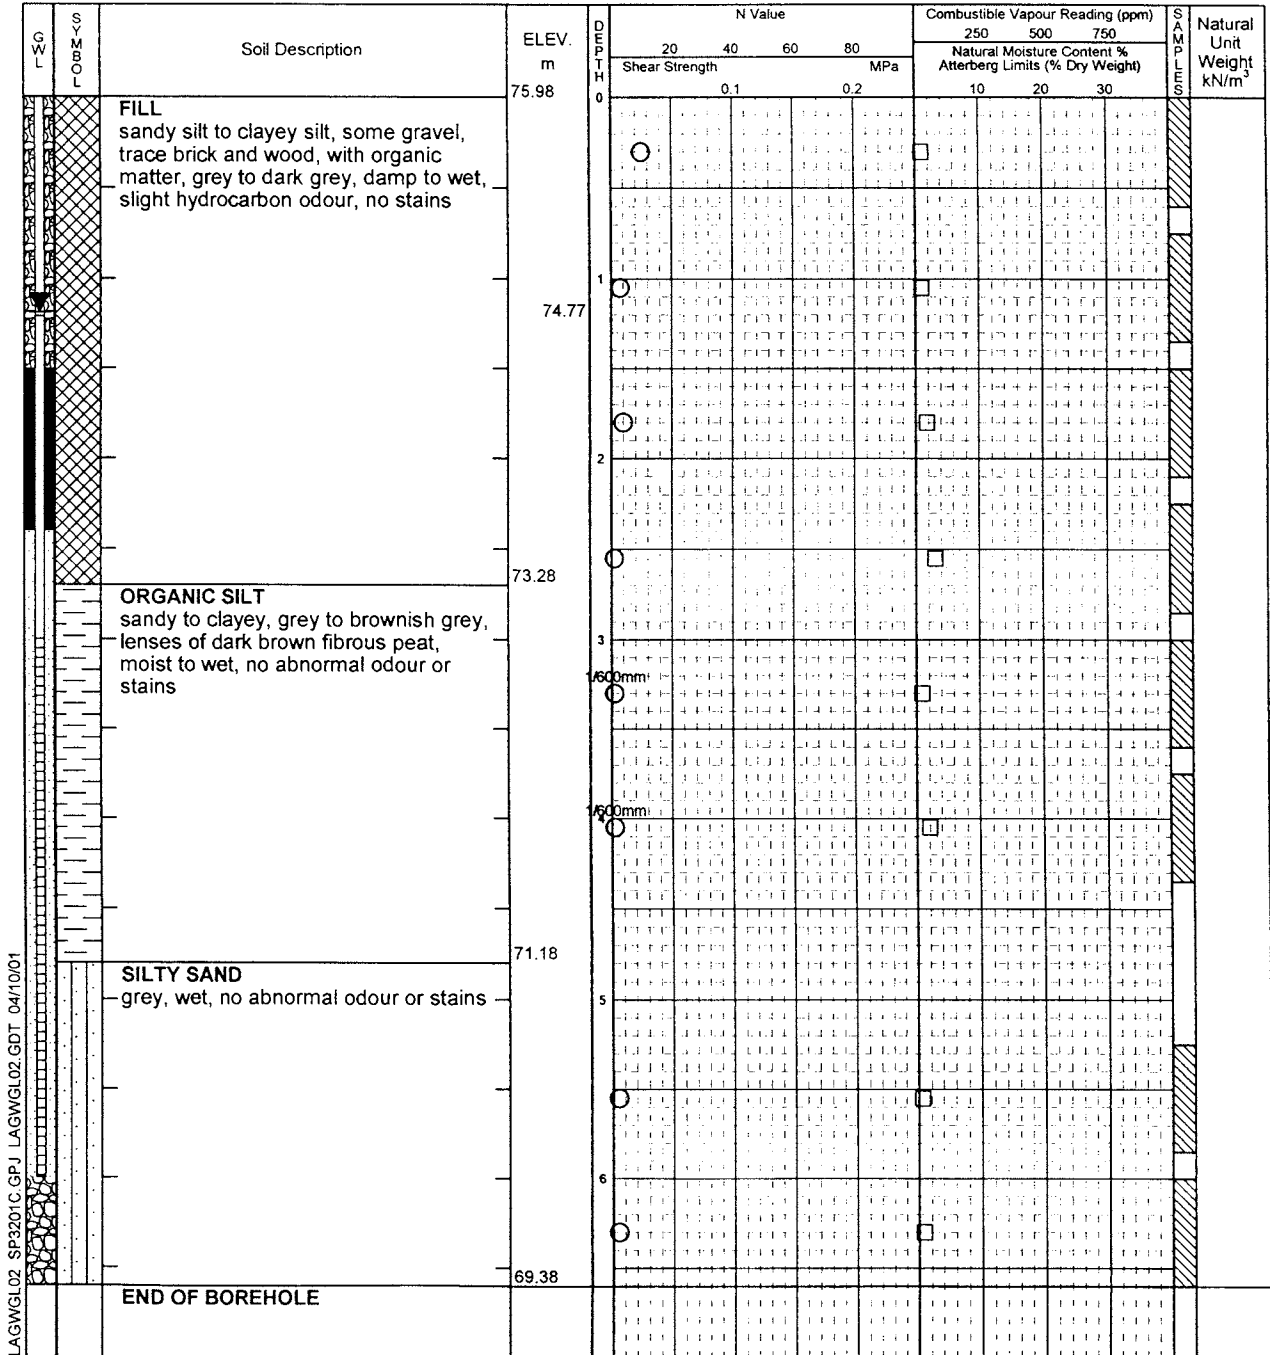 GWL
SYMBOL
Soil Description
ELEV.
m
DEPTH
N Value
20 40 60 80
Shear Strength MPa
0.1 0.2
Combustible Vapour Reading (ppm)
250 500 750
Natural Moisture Content %
Atterberg Limits (% Dry Weight)
10 20 30
SAMPLES
Natural
Unit
Weight
kN/m³
75.98
0
FILL
sandy silt to clayey silt, some gravel,
trace brick and wood, with organic
matter, grey to dark grey, damp to wet,
slight hydrocarbon odour, no stains
1
74.77
2
73.28
ORGANIC SILT
sandy to clayey, grey to brownish grey,
lenses of dark brown fibrous peat,
moist to wet, no abnormal odour or
stains
3
1/600mm
1/600mm
4
71.18
SILTY SAND
grey, wet, no abnormal odour or stains
5
6
69.38
END OF BOREHOLE
LAGWGL02 SP3201C.GPJ LAGWGL02.GDT 04/10/01